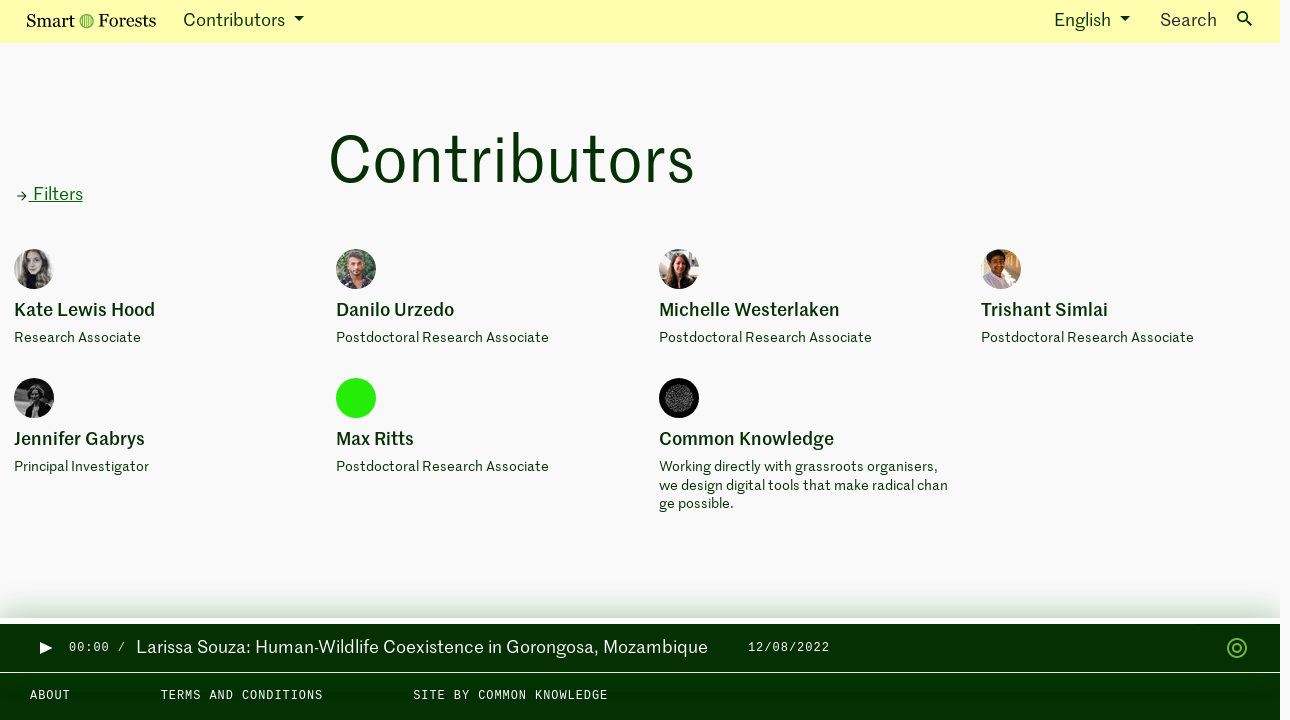 Smart Forests
Contributors
English
Search
Contributors
Filters
Kate Lewis Hood
Research Associate
Danilo Urzedo
Postdoctoral Research Associate
Michelle Westerlaken
Postdoctoral Research Associate
Trishant Simlai
Postdoctoral Research Associate
Jennifer Gabrys
Principal Investigator
Max Ritts
Postdoctoral Research Associate
Common Knowledge
Working directly with grassroots organisers,
we design digital tools that make radical chan
ge possible.
00:00 / Larissa Souza: Human-Wildlife Coexistence in Gorongosa, Mozambique 12/08/2022
ABOUT
TERMS AND CONDITIONS
SITE BY COMMON KNOWLEDGE